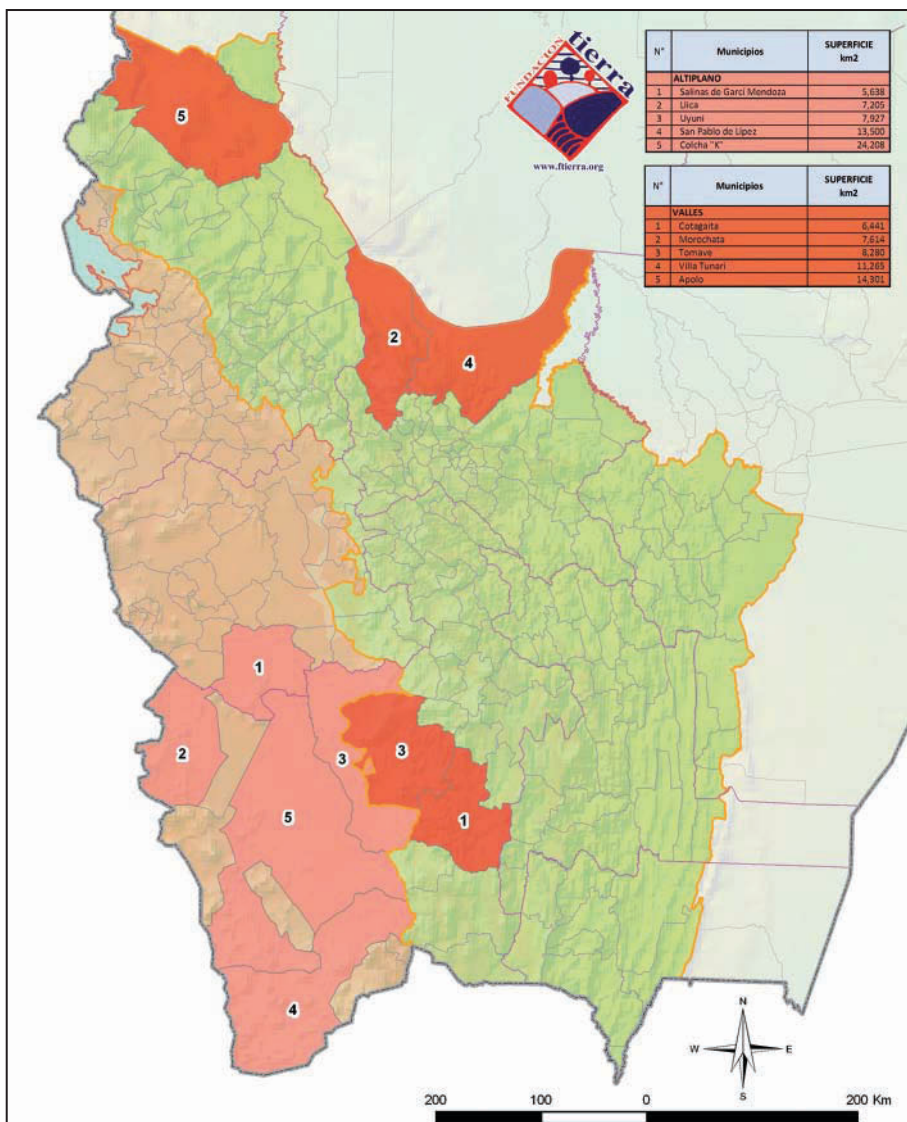 5
FUNDACION
tierra
www.ftierra.org
N° Municipios SUPERFICIE km2
ALTIPLANO
1 Salinas de Garci Mendoza 5,638
2 Llica 7,205
3 Uyuni 7,927
4 San Pablo de Lipez 13,500
5 Colcha "K" 24,208
N° Municipios SUPERFICIE km2
VALLES
1 Cotagaita 6,441
2 Morochata 7,614
3 Tomave 8,280
4 Villa Tunari 11,265
5 Apolo 14,301
2
4
1
2
3
3
5
1
4
N
W E
S
200 100 0 200 Km